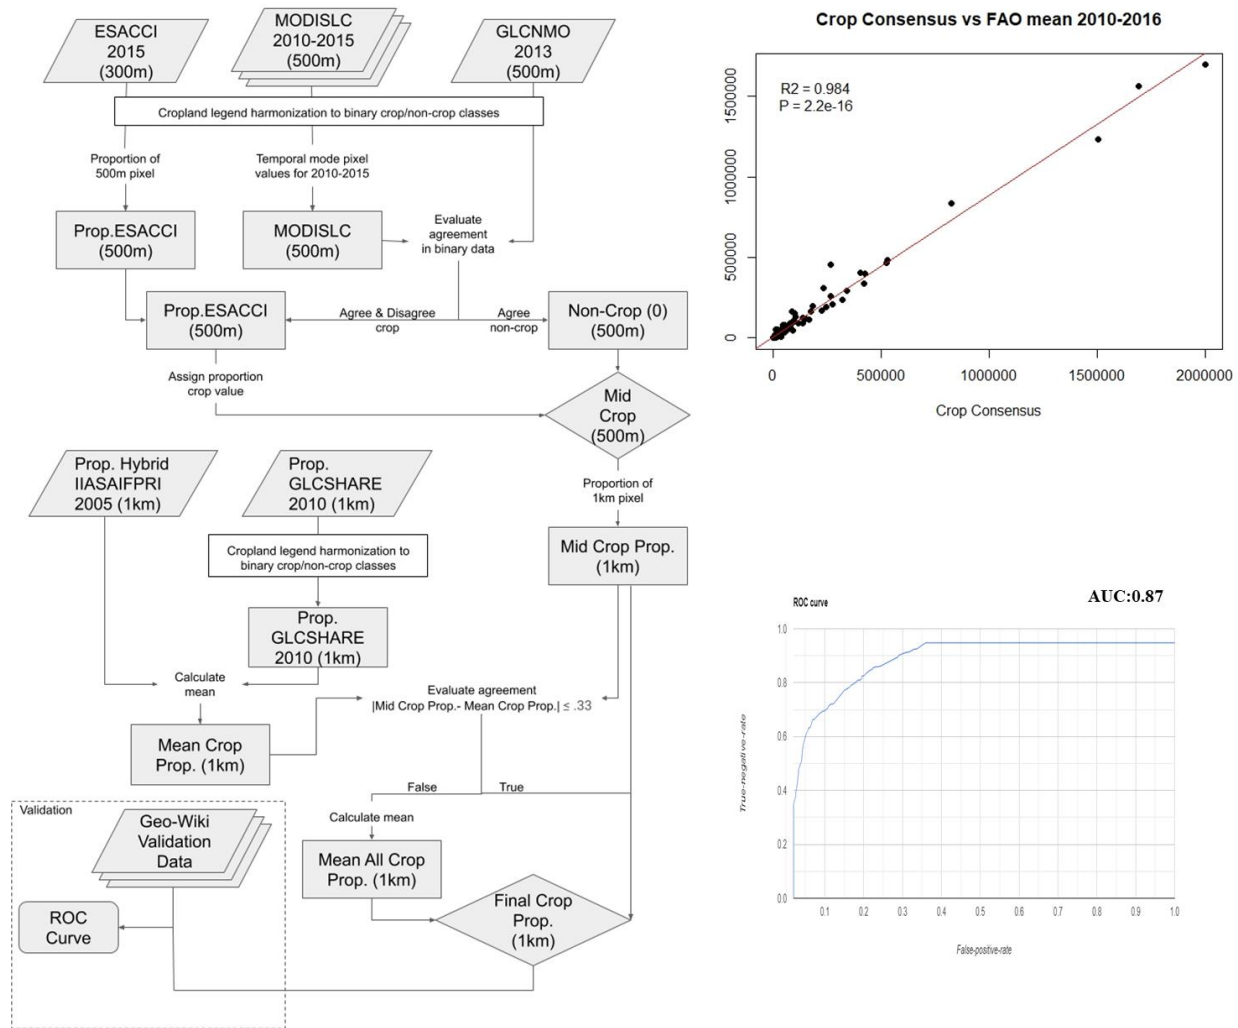 ESACCI
2015
(300m)
MODISLC
2010-2015
(500m)
GLCNMO
2013
(500m)
Cropland legend harmonization to binary crop/non-crop classes
Proportion of
500m pixel
Temporal mode pixel
values for 2010-2015
Prop.ESACCI
(500m)
MODISLC
(500m)
Evaluate
agreement
in binary data
Prop.ESACCI
(500m)
Agree & Disagree
crop
Agree
non-crop
Non-Crop (0)
(500m)
Assign proportion
crop value
Mid
Crop
(500m)
Prop. Hybrid
IIASAIFPRI
2005 (1km)
Prop.
GLCSHARE
2010 (1km)
Proportion of
1km pixel
Cropland legend harmonization to
binary crop/non-crop classes
Mid Crop Prop.
(1km)
Prop.
GLCSHARE
2010 (1km)
Calculate
mean
Evaluate agreement
|Mid Crop Prop.- Mean Crop Prop.| ≤ .33
Mean Crop
Prop. (1km)
False
True
Calculate mean
Mean All Crop
Prop. (1km)
Final Crop
Prop.
(1km)
Validation
Geo-Wiki
Validation
Data
ROC
Curve
Crop Consensus vs FAO mean 2010-2016
R2 = 0.984
P = 2.2e-16
1500000
1000000
500000
0
0 500000 1000000 1500000 2000000
Crop Consensus
AUC:0.87
ROC curve
1.0
0.8
0.6
0.4
0.2
0.0
True-negative-rate
0.1 0.2 0.3 0.4 0.5 0.6 0.7 0.8 0.9 1.0
False-positive-rate